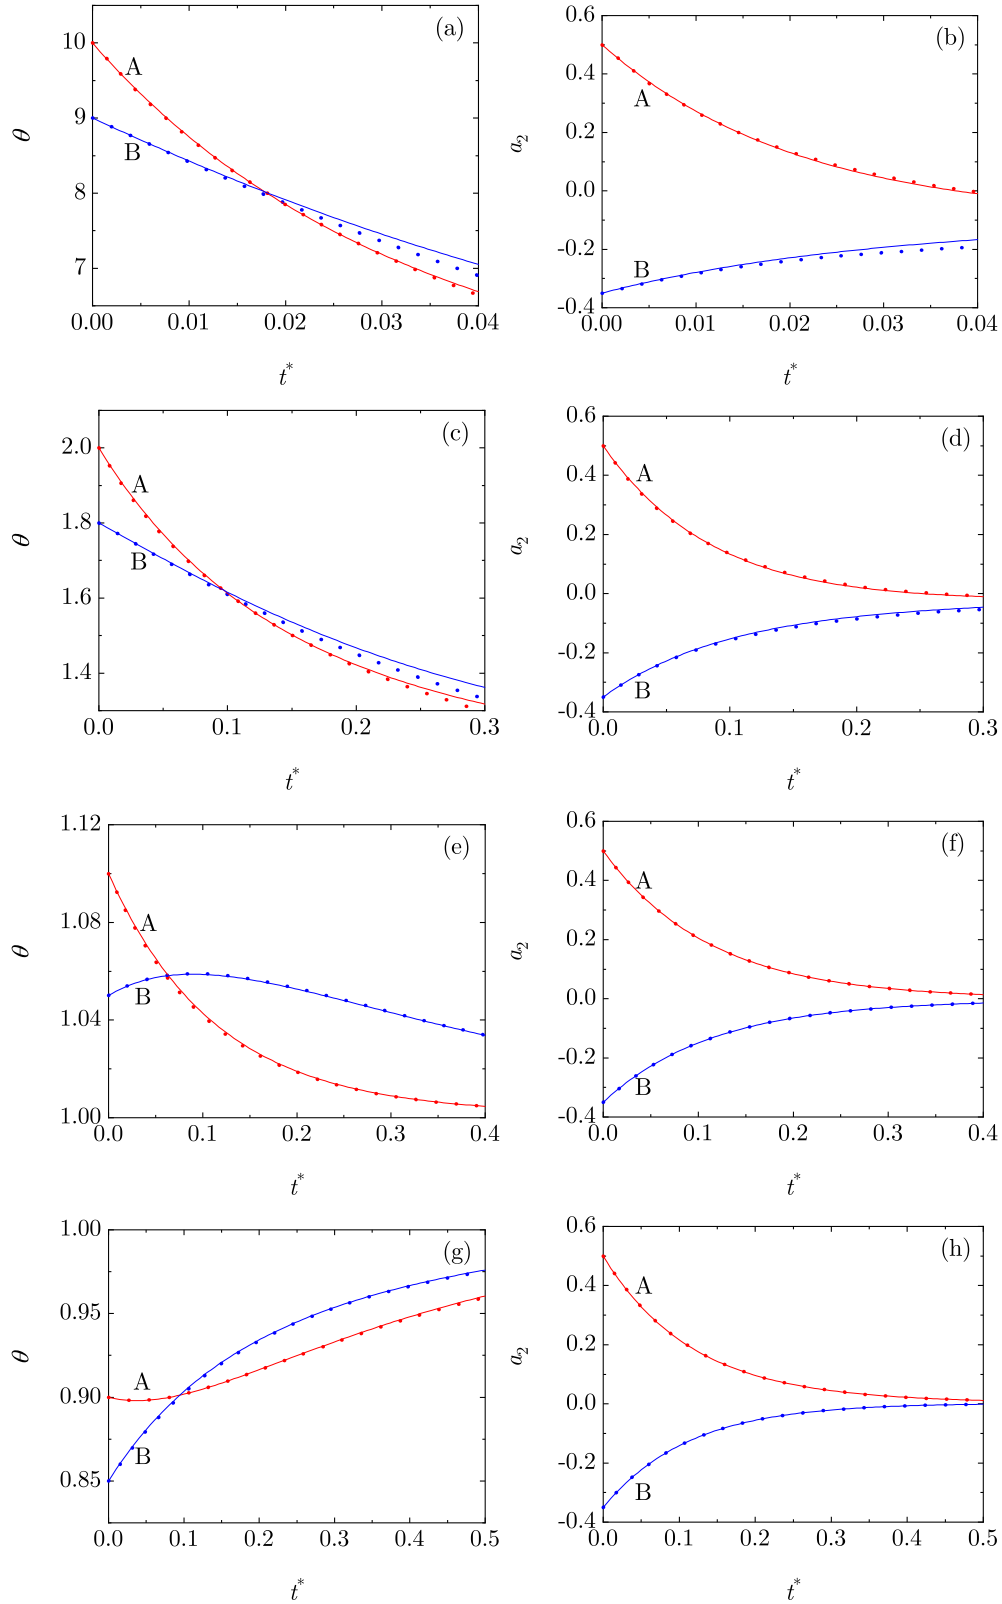 (a)
10
9
8
7
θ
A
B
0.00 0.01 0.02 0.03 0.04
t*
(b)
0.6
0.4
0.2
0.0
-0.2
-0.4
a₂
A
B
0.00 0.01 0.02 0.03 0.04
t*
(c)
2.0
1.8
1.6
1.4
θ
A
B
0.0 0.1 0.2 0.3
t*
(d)
0.6
0.4
0.2
0.0
-0.2
-0.4
a₂
A
B
0.0 0.1 0.2 0.3
t*
(e)
1.12
1.08
1.04
1.00
θ
A
B
0.0 0.1 0.2 0.3 0.4
t*
(f)
0.6
0.4
0.2
0.0
-0.2
-0.4
a₂
A
B
0.0 0.1 0.2 0.3 0.4
t*
(g)
1.00
0.95
0.90
0.85
θ
A
B
0.0 0.1 0.2 0.3 0.4 0.5
t*
(h)
0.6
0.4
0.2
0.0
-0.2
-0.4
a₂
A
B
0.0 0.1 0.2 0.3 0.4 0.5
t*